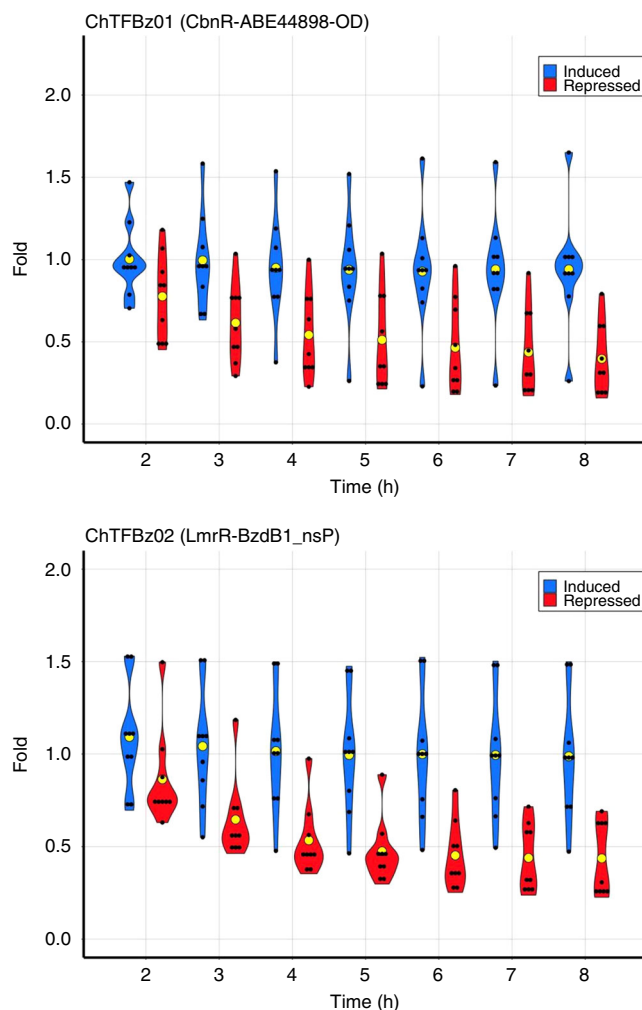 ChTFBz01 (CbnR-ABE44898-OD)
Induced
Repressed
2.0
1.5
1.0
0.5
0.0
Fold
2 3 4 5 6 7 8
Time (h)
ChTFBz02 (LmrR-BzdB1_nsP)
Induced
Repressed
2.0
1.5
1.0
0.5
0.0
Fold
2 3 4 5 6 7 8
Time (h)